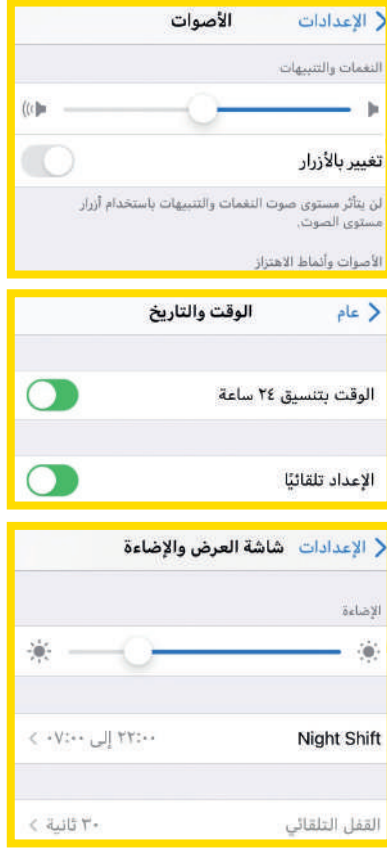 الإعدادات الأصوات
النغمات والتنبيهات
تغيير بالأزرار
لن يتأثر مستوى صوت النغمات والتنبيهات باستخدام أزرار
مستوى الصوت.
الأصوات وأنماط الاهتزاز
عام الوقت والتاريخ
الوقت بتنسيق ٢٤ ساعة
الإعداد تلقائيًا
الإعدادات شاشة العرض والإضاءة
الإضاءة
Night Shift ٢٢:٠٠ إلى ٠٧:٠٠
القفل التلقائي ٣٠ ثانية